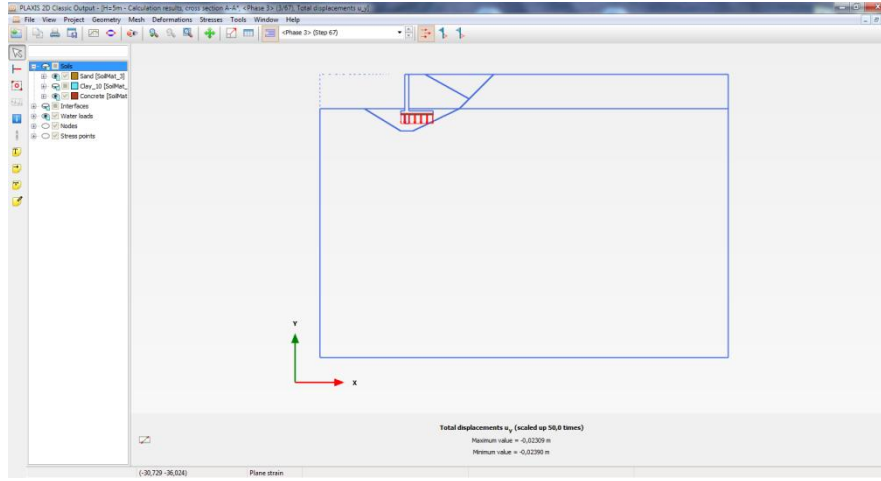 PLAXIS 2D Classic Output - [H=5m - Calculation results, cross section A-A*, <Phase 3> (3/67), Total displacements u_y]
File View Project Geometry Mesh Deformations Stresses Tools Window Help
<Phase 3> (Step 67)
Soils
Sand [SoilMat_3]
Clay_10 [SoilMat_
Concrete [SoilMat
Interfaces
Water loads
Nodes
Stress points
Y
X
Total displacements u_y (scaled up 50,0 times)
Maximum value = -0,02309 m
Minimum value = -0,02390 m
(-30,729 -36,024) Plane strain